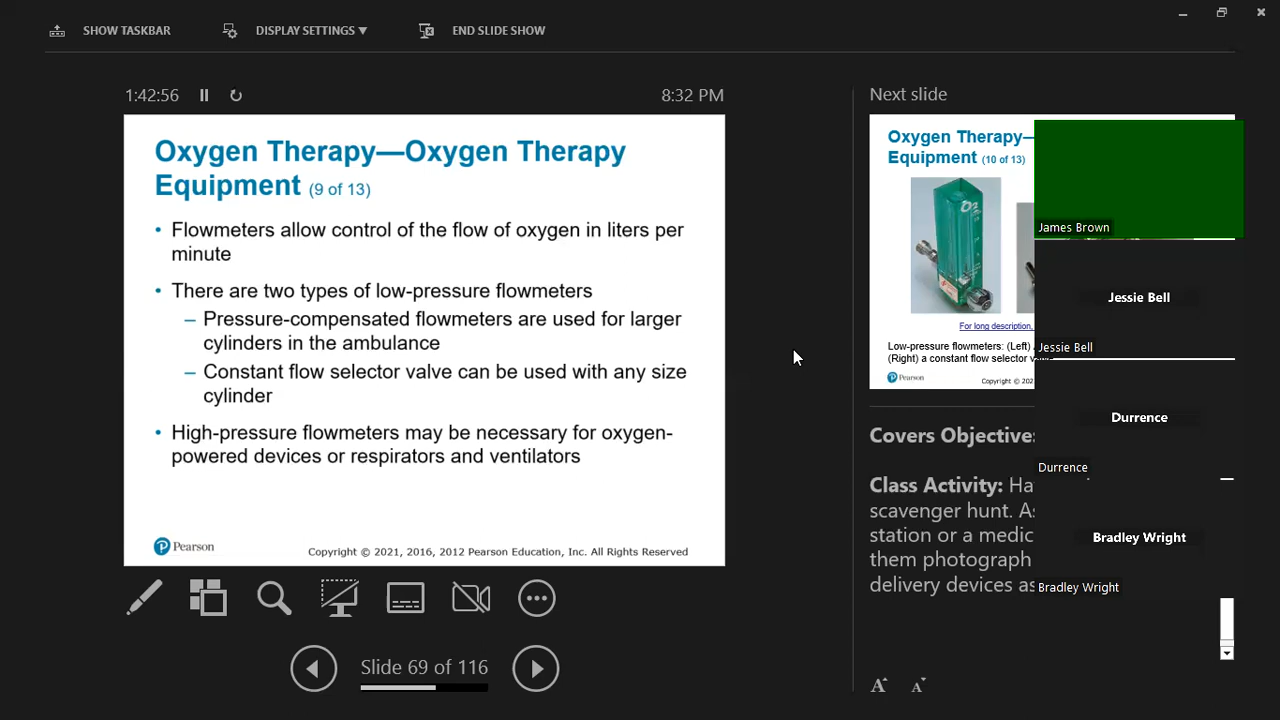 SHOW TASKBAR
DISPLAY SETTINGS ▼
END SLIDE SHOW
1:42:56
8:32 PM
Oxygen Therapy—Oxygen Therapy
Equipment (9 of 13)
• Flowmeters allow control of the flow of oxygen in liters per
minute
• There are two types of low-pressure flowmeters
– Pressure-compensated flowmeters are used for larger
cylinders in the ambulance
– Constant flow selector valve can be used with any size
cylinder
• High-pressure flowmeters may be necessary for oxygen-
powered devices or respirators and ventilators
Pearson
Copyright © 2021, 2016, 2012 Pearson Education, Inc. All Rights Reserved
Slide 69 of 116
Next slide
Oxygen Therapy—
Equipment (10 of 13)
O2
For long description,
Low-pressure flowmeters: (Left)
(Right) a constant flow selector
Pearson
Copyright © 202
Covers Objective
Class Activity: Ha
scavenger hunt. As
station or a medic
them photograph
delivery devices as
A A
James Brown
Jessie Bell
Jessie Bell
Durrence
Durrence
Bradley Wright
Bradley Wright